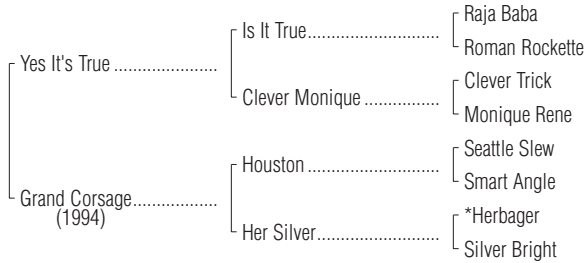 Raja Baba
Is It True
Roman Rockette
Yes It's True
Clever Trick
Clever Monique
Monique Rene
Seattle Slew
Houston
Smart Angle
Grand Corsage
(1994)
*Herbager
Her Silver
Silver Bright